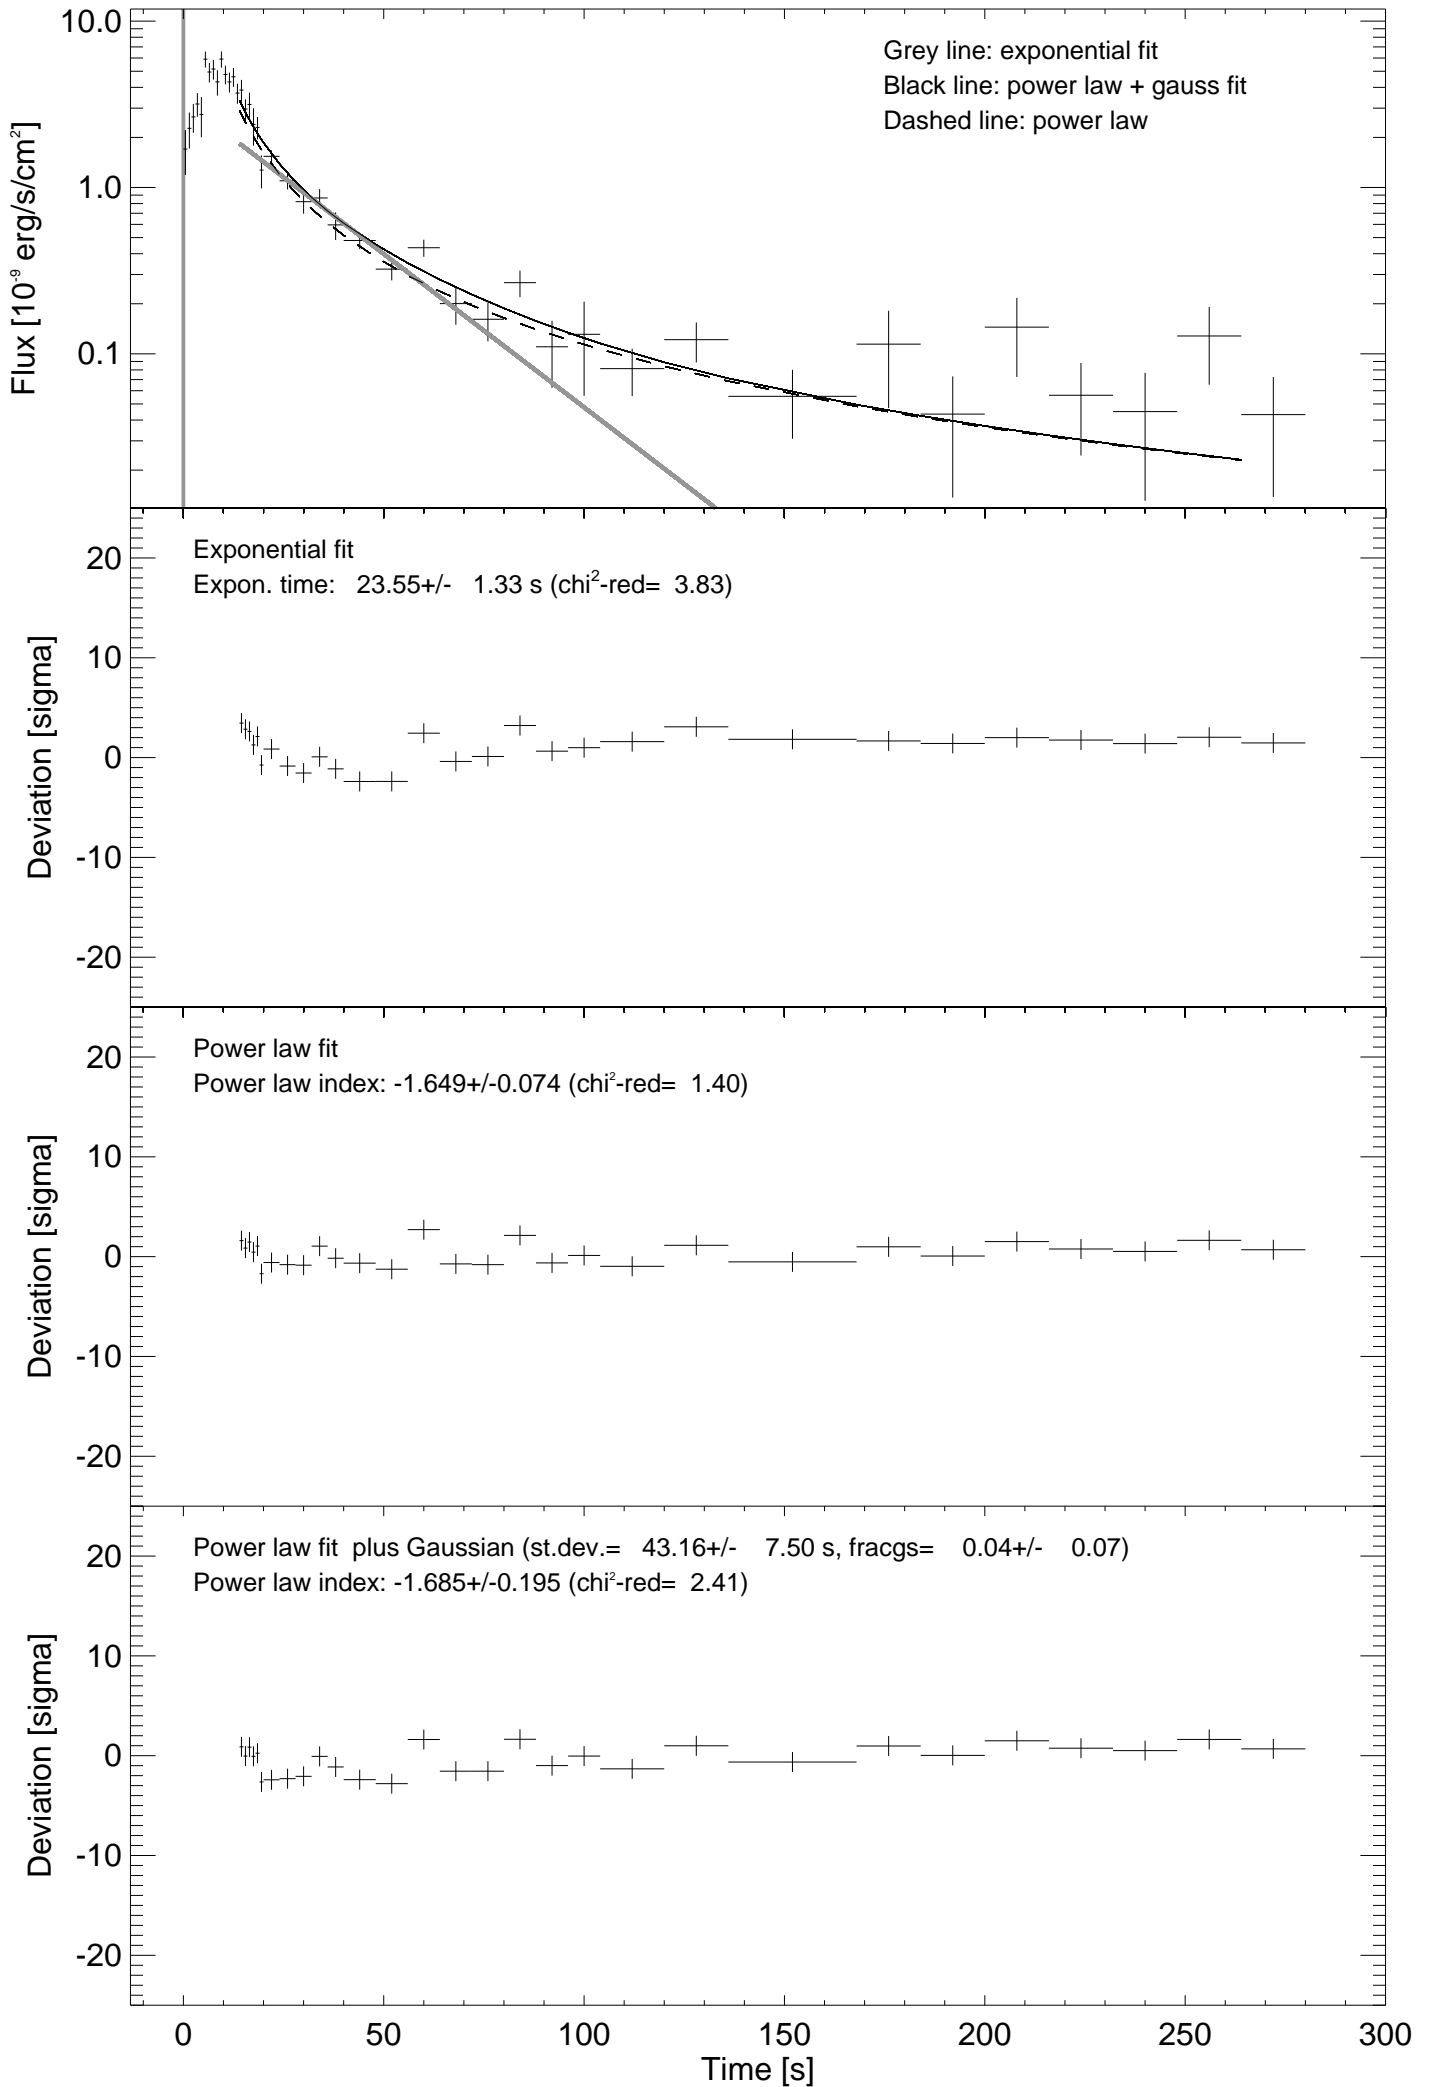 10.0
1.0
0.1
Flux [10⁻⁹ erg/s/cm²]
Grey line: exponential fit
Black line: power law + gauss fit
Dashed line: power law
20
10
0
-10
-20
Deviation [sigma]
Exponential fit
Expon. time: 23.55+/- 1.33 s (chi²-red= 3.83)
20
10
0
-10
-20
Deviation [sigma]
Power law fit
Power law index: -1.649+/-0.074 (chi²-red= 1.40)
20
10
0
-10
-20
Deviation [sigma]
Power law fit plus Gaussian (st.dev.= 43.16+/- 7.50 s, fracgs= 0.04+/- 0.07)
Power law index: -1.685+/-0.195 (chi²-red= 2.41)
0 50 100 150 200 250 300
Time [s]